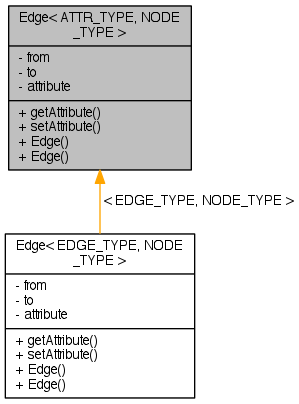 Edge< ATTR_TYPE, NODE
_TYPE >
- from
- to
- attribute
+ getAttribute()
+ setAttribute()
+ Edge()
+ Edge()
< EDGE_TYPE, NODE_TYPE >
Edge< EDGE_TYPE, NODE
_TYPE >
- from
- to
- attribute
+ getAttribute()
+ setAttribute()
+ Edge()
+ Edge()